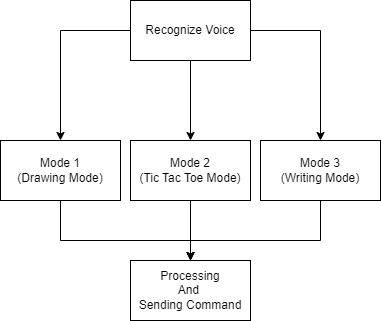 Recognize Voice
Mode 1
(Drawing Mode)
Mode 2
(Tic Tac Toe Mode)
Mode 3
(Writing Mode)
Processing
And
Sending Command